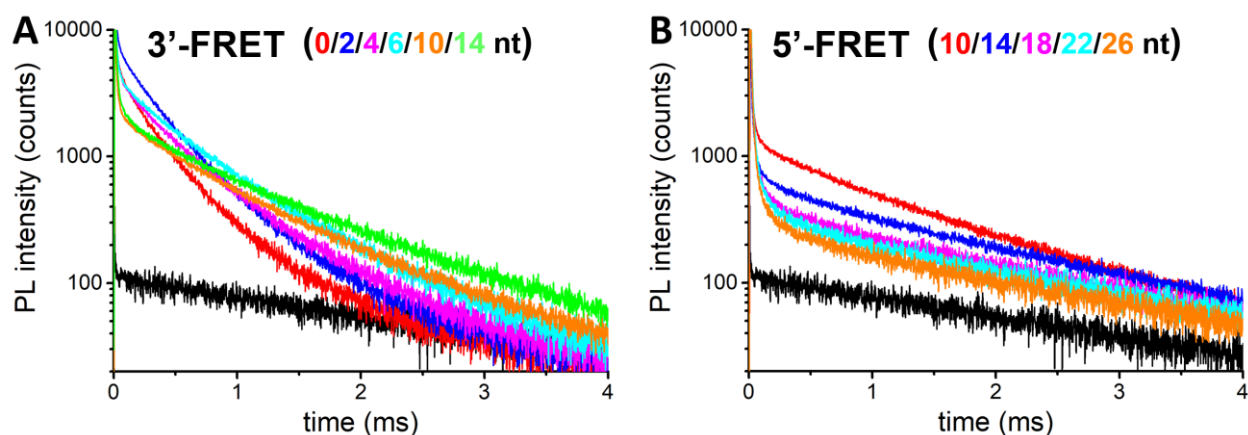 A
3’-FRET (0/2/4/6/10/14 nt)
PL intensity (counts)
10000
1000
100
0 1 2 3 4
time (ms)
B
5’-FRET (10/14/18/22/26 nt)
PL intensity (counts)
10000
1000
100
0 1 2 3 4
time (ms)